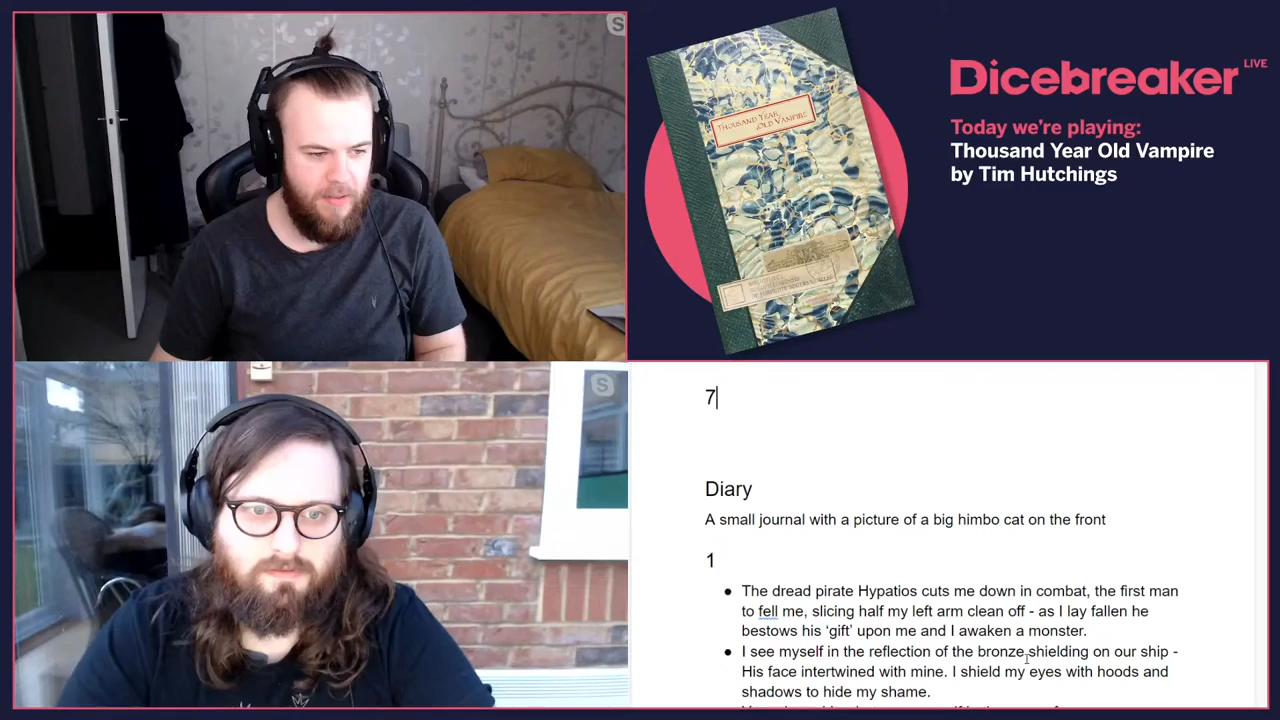 Dicebreaker LIVE
Today we're playing:
Thousand Year Old Vampire
by Tim Hutchings
THOUSAND YEAR
OLD VAMPIRE
7
Diary
A small journal with a picture of a big himbo cat on the front
1
● The dread pirate Hypatios cuts me down in combat, the first man
to fell me, slicing half my left arm clean off - as I lay fallen he
bestows his ‘gift’ upon me and I awaken a monster.
● I see myself in the reflection of the bronze shielding on our ship -
His face intertwined with mine. I shield my eyes with hoods and
shadows to hide my shame.